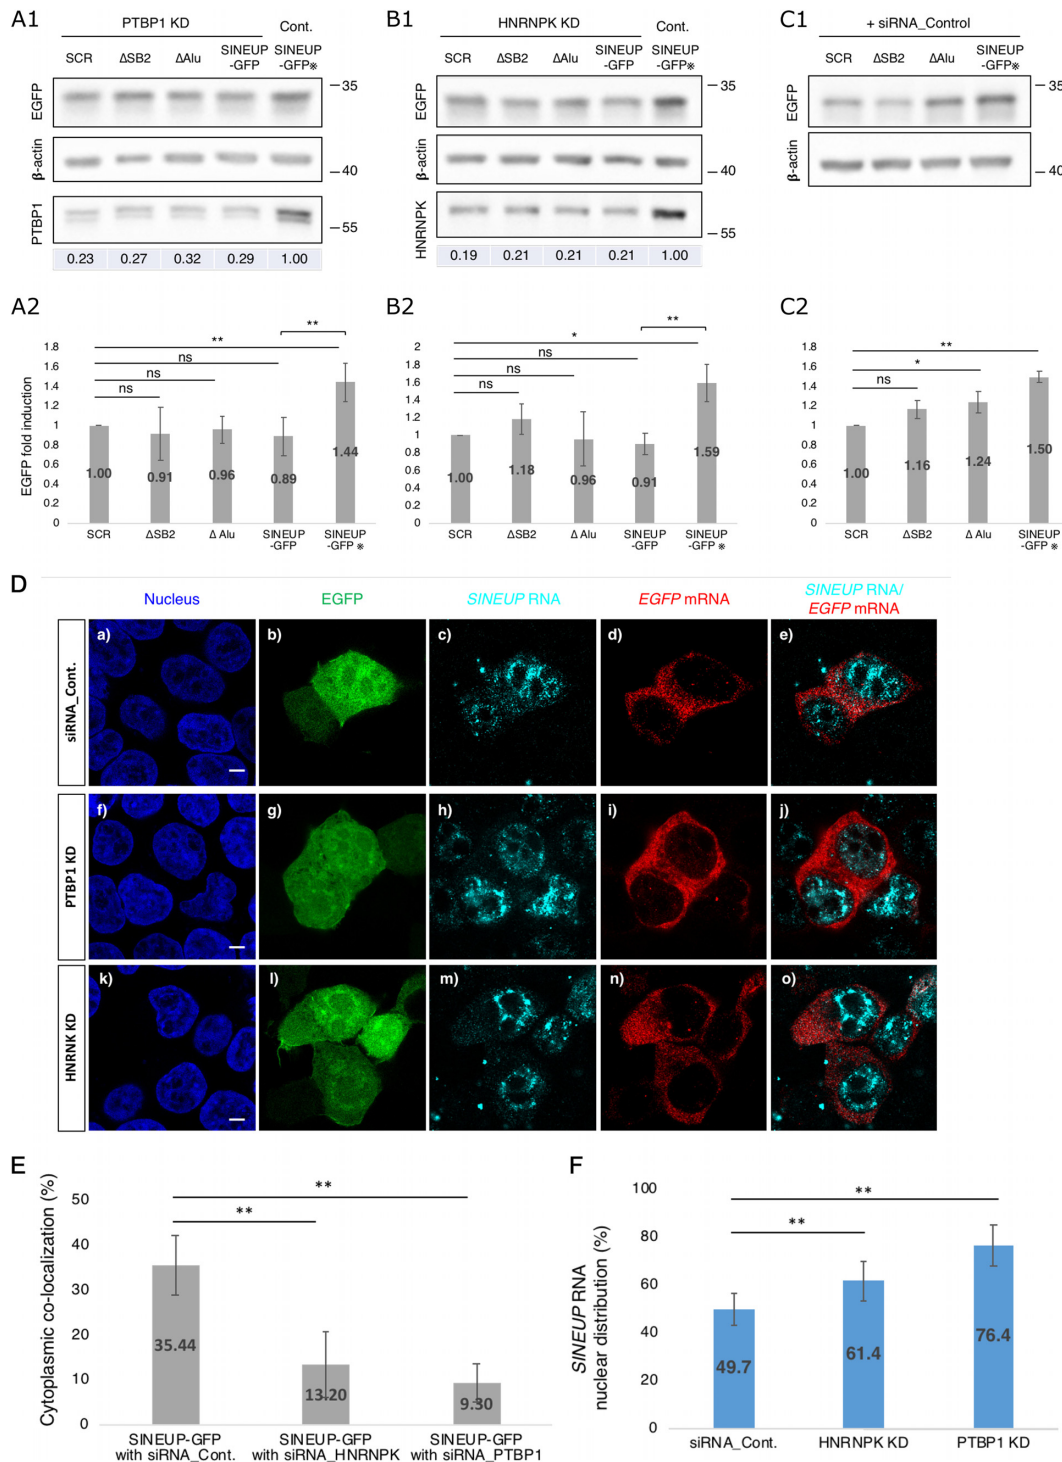 A1
PTBP1 KD
Cont.
SCR
ΔSB2
ΔAlu
SINEUP
-GFP
SINEUP
-GFP※
EGFP
35
β-actin
40
PTBP1
55
0.23 0.27 0.32 0.29 1.00
B1
HNRNPK KD
Cont.
SCR
ΔSB2
ΔAlu
SINEUP
-GFP
SINEUP
-GFP※
EGFP
35
β-actin
40
HNRNPK
55
0.19 0.21 0.21 0.21 1.00
C1
+ siRNA_Control
SCR
ΔSB2
ΔAlu
SINEUP
-GFP※
EGFP
35
β-actin
40
A2
EGFP fold induction
1.8
1.6
1.4
1.2
1
0.8
0.6
0.4
0.2
0
**
**
ns
ns
ns
1.00
0.91
0.96
0.89
1.44
SCR
ΔSB2
Δ Alu
SINEUP
-GFP
SINEUP
-GFP ※
B2
2
1.8
1.6
1.4
1.2
1
0.8
0.6
0.4
0.2
0
**
*
ns
ns
ns
1.00
1.18
0.96
0.91
1.59
SCR
ΔSB2
Δ Alu
SINEUP
-GFP
SINEUP
-GFP ※
C2
1.8
1.6
1.4
1.2
1
0.8
0.6
0.4
0.2
0
**
*
ns
1.00
1.16
1.24
1.50
SCR
ΔSB2
Δ Alu
SINEUP
-GFP ※
D
Nucleus
EGFP
SINEUP RNA
EGFP mRNA
SINEUP RNA/
EGFP mRNA
siRNA_Cont.
a)
b)
c)
d)
e)
PTBP1 KD
f)
g)
h)
i)
j)
HNRNK KD
k)
l)
m)
n)
o)
E
Cytoplasmic co-localization (%)
50
40
30
20
10
0
**
**
35.44
13.20
9.30
SINEUP-GFP
with siRNA_Cont.
SINEUP-GFP
with siRNA_HNRNPK
SINEUP-GFP
with siRNA_PTBP1
F
SINEUP RNA
nuclear distribution (%)
100
80
60
40
20
0
**
**
49.7
61.4
76.4
siRNA_Cont.
HNRNPK KD
PTBP1 KD